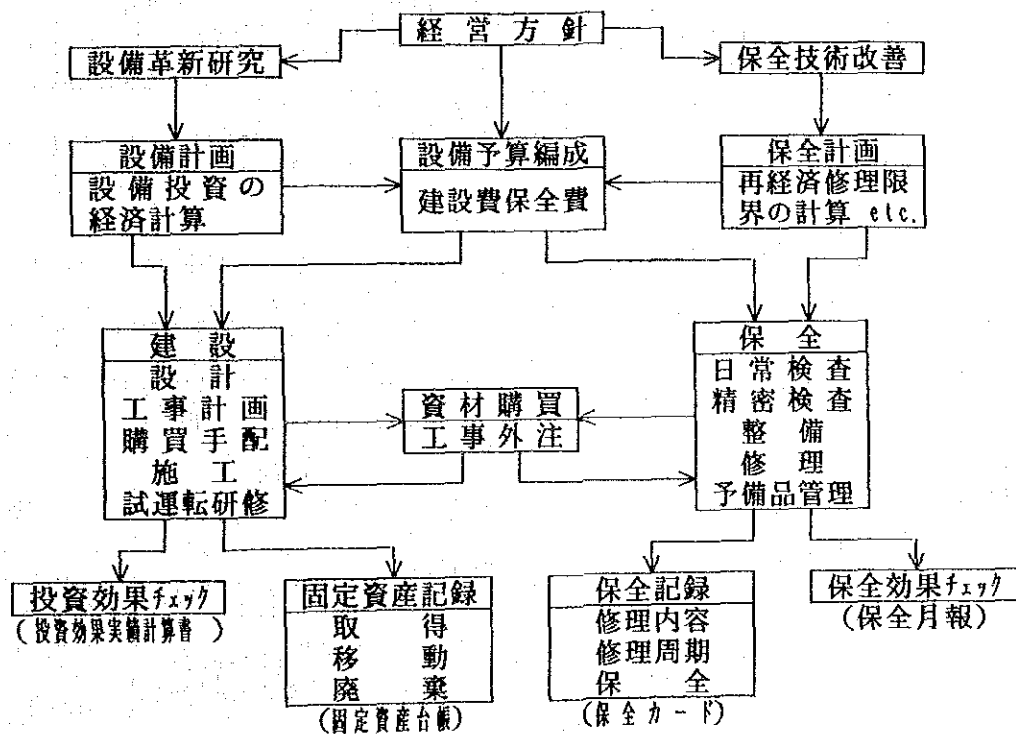 経営方針
設備革新研究
保全技術改善
設備計画
設備投資の
経済計算
設備予算編成
建設費保全費
保全計画
再経済修理限
界の計算 etc.
建設
設計
工事計画
購買手配
施工
試運転研修
資材購買
工事外注
保全
日常検査
精密検査
整備
修理
予備品管理
投資効果チェック
(投資効果実績計算書)
固定資産記録
取得
移動
廃棄
(固定資産台帳)
保全記録
修理内容
修理周期
保全
(保全カード)
保全効果チェック
(保全月報)